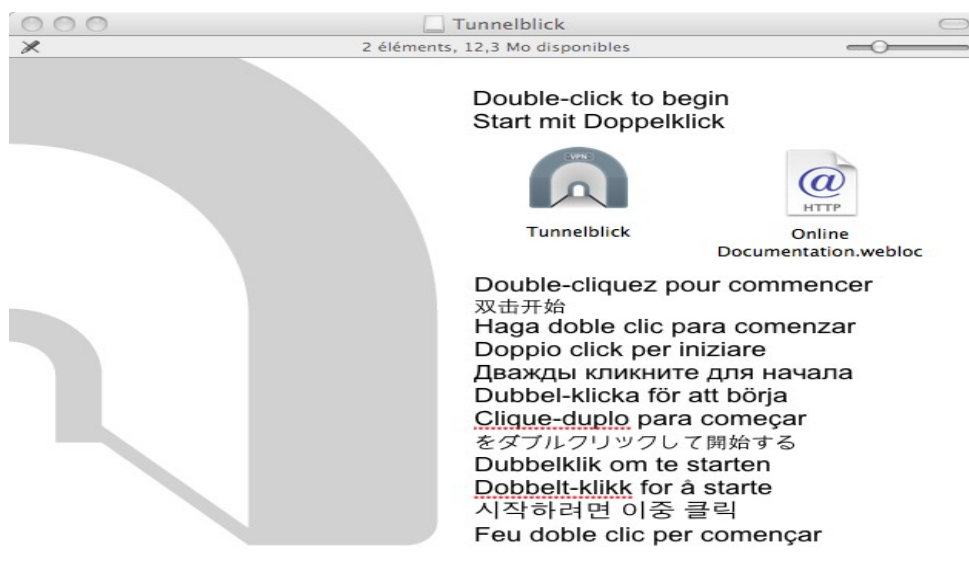 Tunnelblick
2 éléments, 12,3 Mo disponibles
Double-click to begin
Start mit Doppelklick
VPN
@
HTTP
Tunnelblick
Online
Documentation.webloc
Double-cliquez pour commencer
双击开始
Haga doble clic para comenzar
Doppio click per iniziare
Дважды кликните для начала
Dubbel-klicka för att börja
Clique-duplo para começar
をダブルクリックして開始する
Dubbelklik om te starten
Dobbelt-klikk for å starte
시작하려면 이중 클릭
Feu doble clic per començar